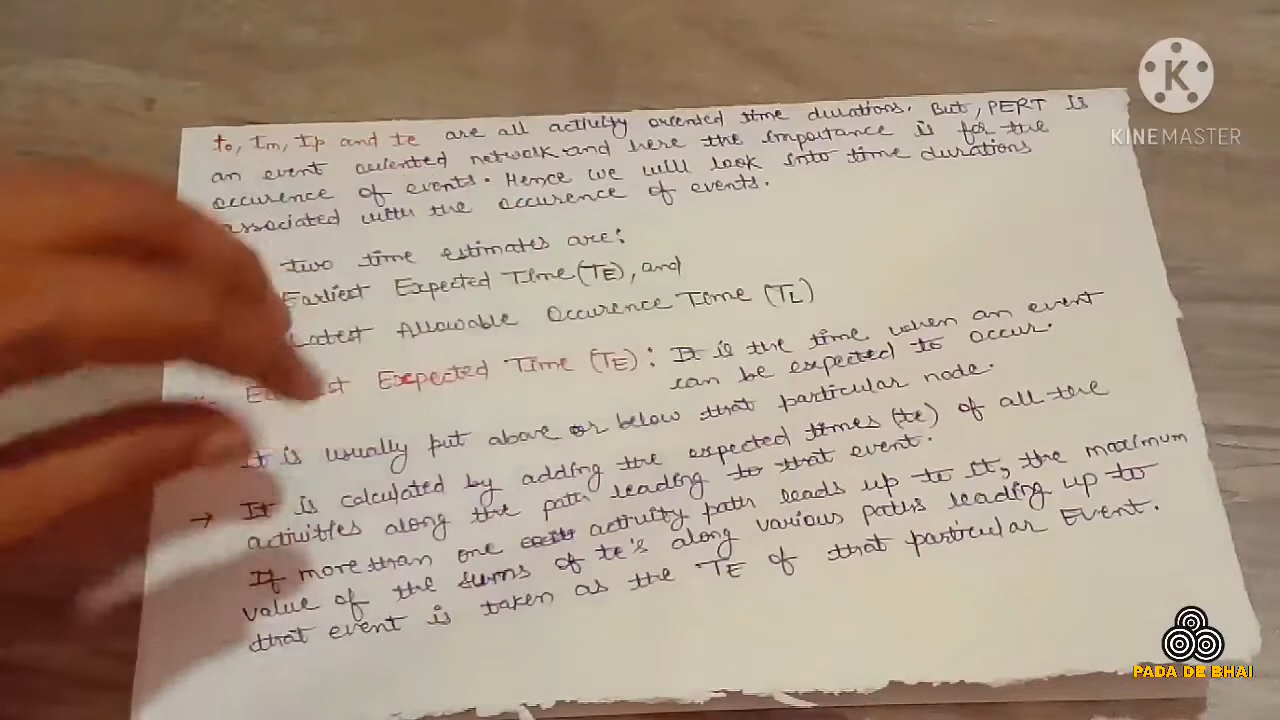 to, Tm, Tp and te are all activity oriented time durations. But, PERT is
an event oriented network and here the importance is for the
occurence of events. Hence we will look into time durations
associated with the occurence of events.
two time estimates are:
Earliest Expected Time (TE), and
Latest Allowable Occurence Time (TL)
Expected Time (TE): It is the time when an event
can be expected to occur.
It is usually put above or below that particular node.
→ It is calculated by adding the expected times (te) of all the
activities along the path leading to that event.
If more than one activity path leads up to it, the maximum
value of the sums of te's along various paths leading up to
that event is taken as the TE of that particular Event.
K
KINEMASTER
PADA DE BHAI